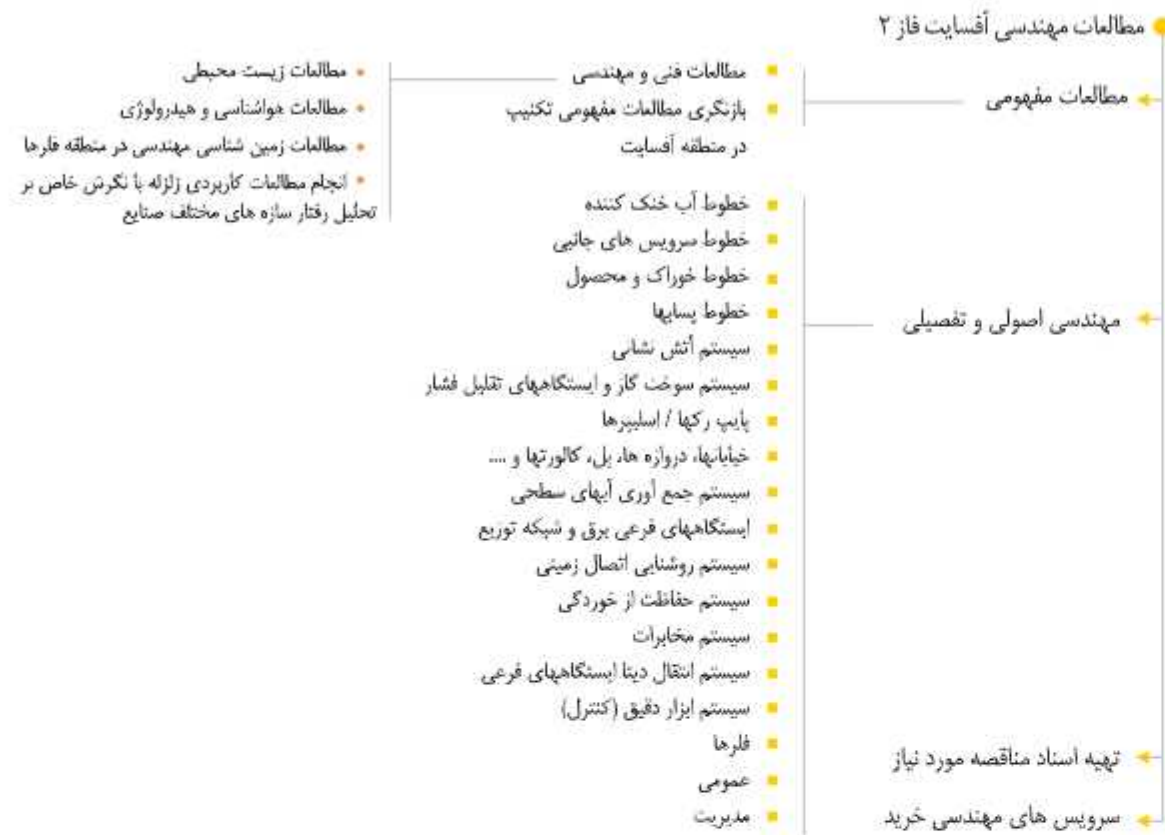 مطالعات مهندسی آفسایت فاز ۲
مطالعات مفهومی
مطالعات فنی و مهندسی
بازنگری مطالعات مفهومی تکنیپ
در منطقه آفسایت
مطالعات زیست محیطی
مطالعات هواشناسی و هیدرولوژی
مطالعات زمین شناسی مهندسی در منطقه فلرها
انجام مطالعات کاربردی زلزله با نگرش خاص بر
تحلیل رفتار سازه های مختلف صنایع
مهندسی اصولی و تفصیلی
خطوط آب خنک کننده
خطوط سرویس های جانبی
خطوط خوراک و محصول
خطوط پسابها
سیستم آتش نشانی
سیستم سوخت گاز و ایستگاههای تقلیل فشار
پایپ رکها / اسلیپرها
خیابانها، دروازه ها، پل، کالورتها و ....
سیستم جمع آوری آبهای سطحی
ایستگاههای فرعی برق و شبکه توزیع
سیستم روشنایی اتصال زمینی
سیستم حفاظت از خوردگی
سیستم مخابرات
سیستم انتقال دیتا ایستگاههای فرعی
سیستم ابزار دقیق (کنترل)
فلرها
عمومی
مدیریت
تهیه اسناد مناقصه مورد نیاز
سرویس های مهندسی خرید